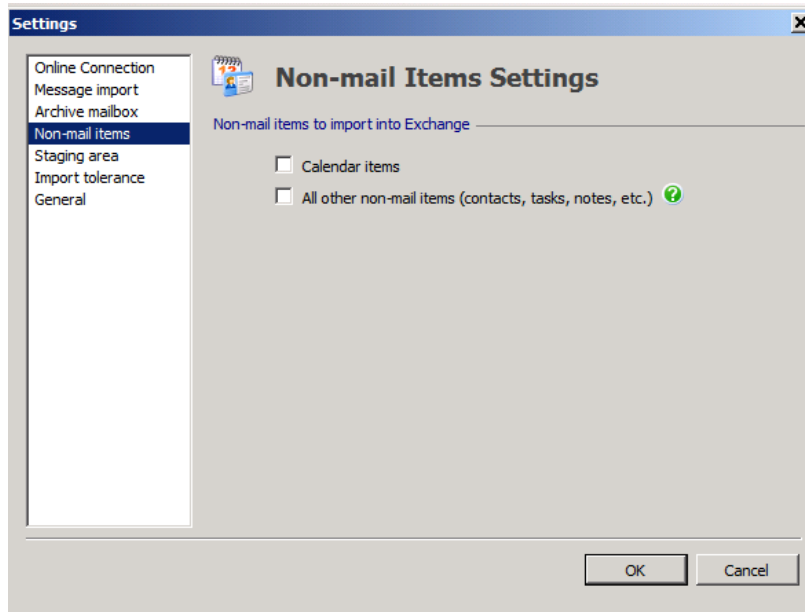 Settings
Online Connection
Message import
Archive mailbox
Non-mail items
Staging area
Import tolerance
General
Non-mail Items Settings
Non-mail items to import into Exchange
Calendar items
All other non-mail items (contacts, tasks, notes, etc.)
OK
Cancel